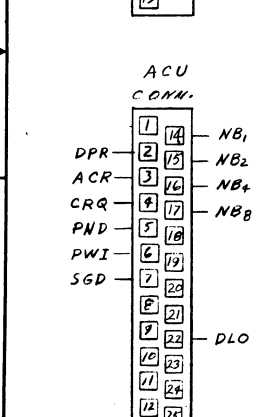 ACU
CONN.
1
14 NB1
DPR 2
15 NB2
ACR 3
16 NB4
CRQ 4
17 NB8
PND 5
18
PWI 6
19
SGD 7
20
8
21
9
22 DLO
10
23
11
24
12
25